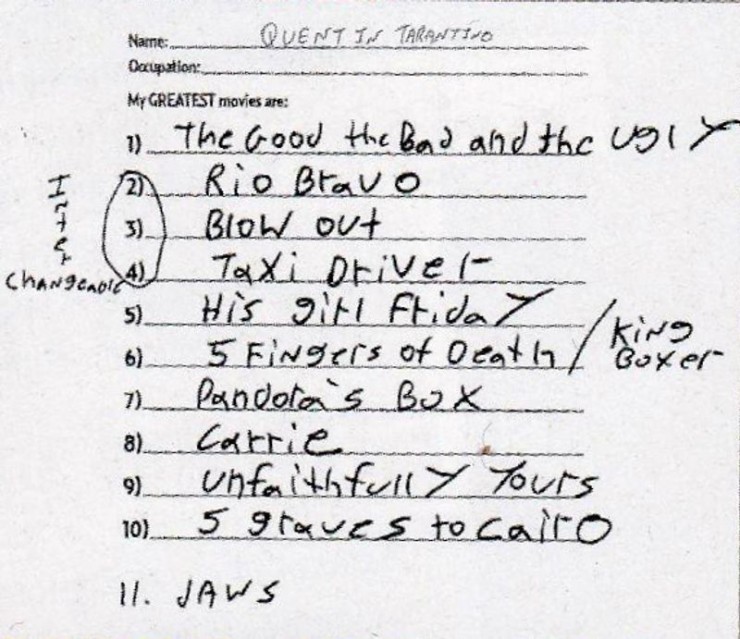 Name: QUENTIN TARANTINO
Occupation:
My GREATEST movies are:
1) The Good the Bad and the UGLY
2) Rio Bravo
3) Blow out
4) Taxi Driver
Interchangeable
5) His girl Friday
6) 5 Fingers of Death / King Boxer
7) Pandora's Box
8) Carrie
9) unfaithfully Yours
10) 5 graves to Cairo
11. JAWS